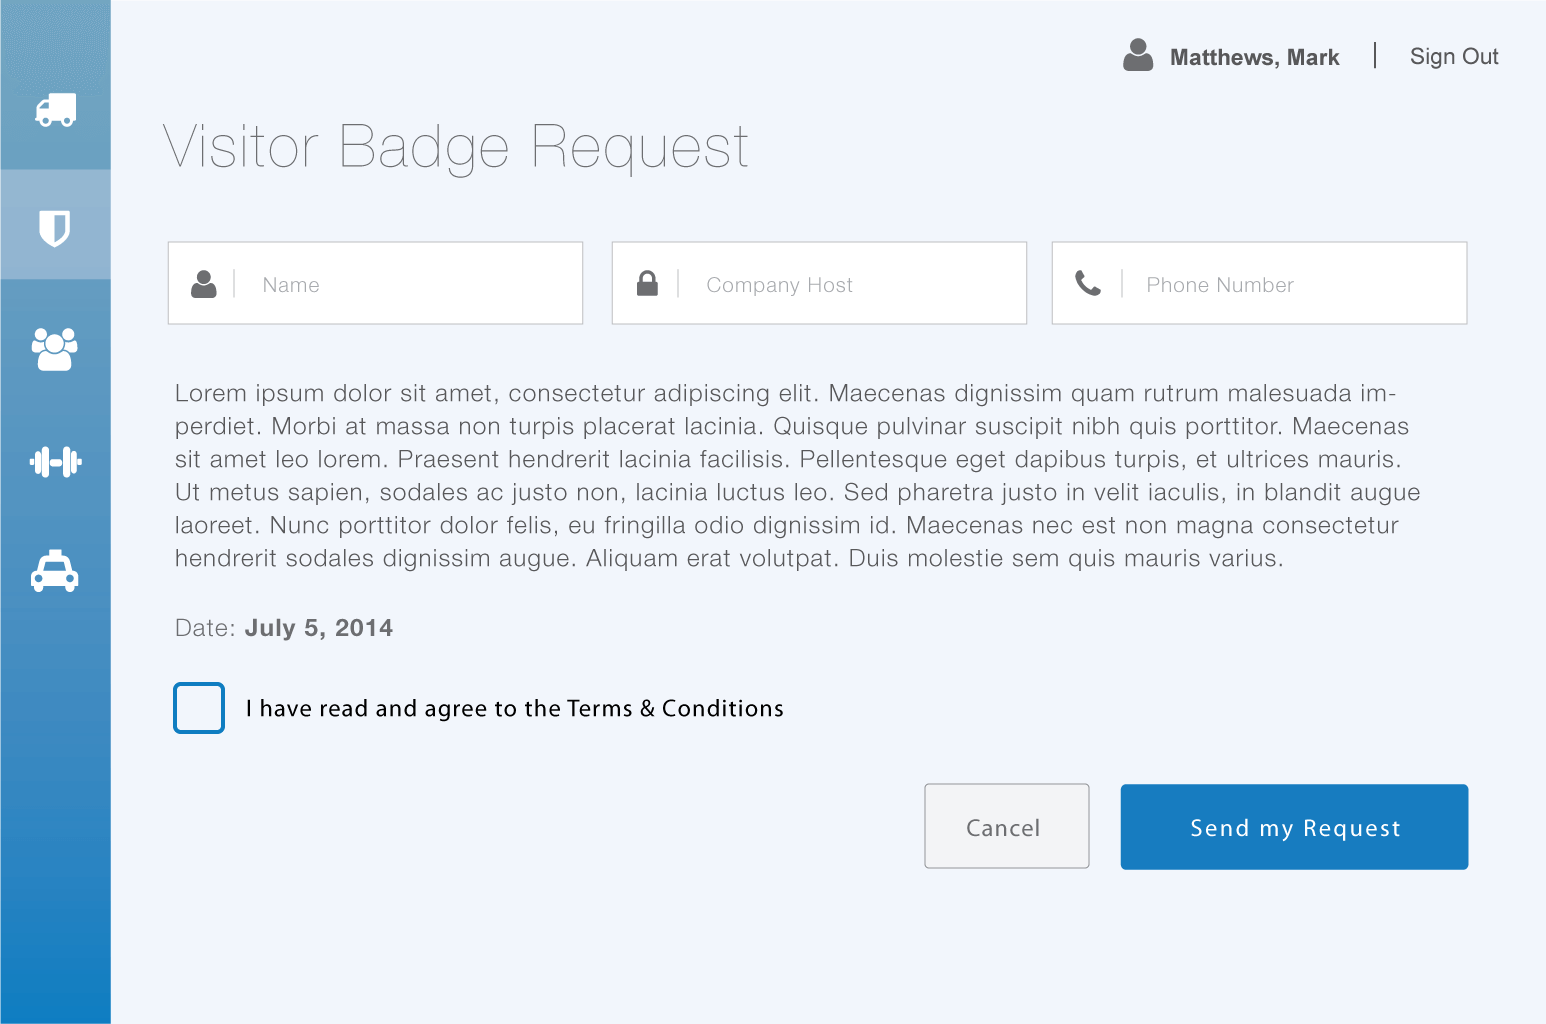 Matthews, Mark | Sign Out
Visitor Badge Request
Name
Company Host
Phone Number
Lorem ipsum dolor sit amet, consectetur adipiscing elit. Maecenas dignissim quam rutrum malesuada im-
perdiet. Morbi at massa non turpis placerat lacinia. Quisque pulvinar suscipit nibh quis porttitor. Maecenas
sit amet leo lorem. Praesent hendrerit lacinia facilisis. Pellentesque eget dapibus turpis, et ultrices mauris.
Ut metus sapien, sodales ac justo non, lacinia luctus leo. Sed pharetra justo in velit iaculis, in blandit augue
laoreet. Nunc porttitor dolor felis, eu fringilla odio dignissim id. Maecenas nec est non magna consectetur
hendrerit sodales dignissim augue. Aliquam erat volutpat. Duis molestie sem quis mauris varius.
Date: July 5, 2014
I have read and agree to the Terms & Conditions
Cancel
Send my Request